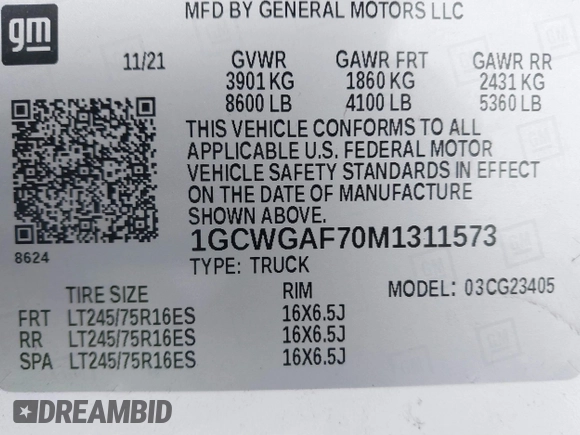 gm
MFD BY GENERAL MOTORS LLC
11/21 GVWR GAWR FRT GAWR RR
3901 KG 1860 KG 2431 KG
8600 LB 4100 LB 5360 LB
THIS VEHICLE CONFORMS TO ALL
APPLICABLE U.S. FEDERAL MOTOR
VEHICLE SAFETY STANDARDS IN EFFECT
ON THE DATE OF MANUFACTURE
SHOWN ABOVE.
8624
1GCWGAF70M1311573
TYPE: TRUCK
MODEL: 03CG23405
TIRE SIZE RIM
FRT LT245/75R16ES 16X6.5J
RR LT245/75R16ES 16X6.5J
SPA LT245/75R16ES 16X6.5J
DREAMBID